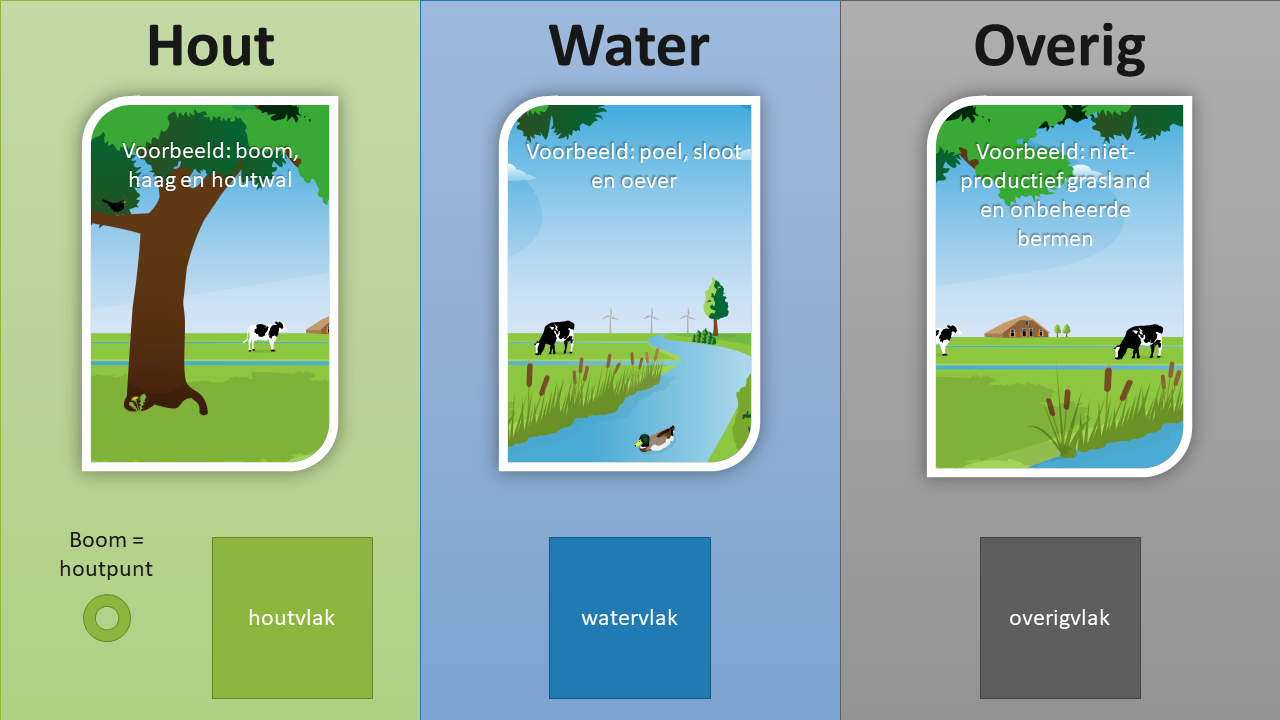 Hout
Voorbeeld: boom,
haag en houtwal
Boom =
houtpunt
houtvlak
Water
Voorbeeld: poel, sloot
en oever
watervlak
Overig
Voorbeeld: niet-
productief grasland
en onbeheerde
bermen
overigvlak